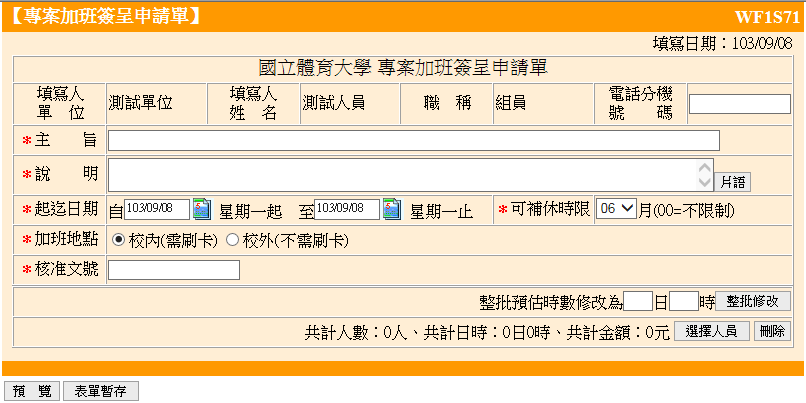 【專案加班簽呈申請單】 WF1S71
填寫日期：103/09/08
國立體育大學 專案加班簽呈申請單
填寫人單　位 測試單位 填寫人姓　名 測試人員 職　稱 組員 電話分機號　碼
*主　旨
*說　明 片語
*起迄日期 自103/09/08 星期一起 至103/09/08 星期一止 *可補休時限 06 月(00=不限制)
*加班地點 校內(需刷卡) 校外(不需刷卡)
*核准文號
整批預估時數修改為 日 時 整批修改
共計人數：0人、共計日時：0日0時、共計金額：0元 選擇人員 刪除
預　覽 表單暫存